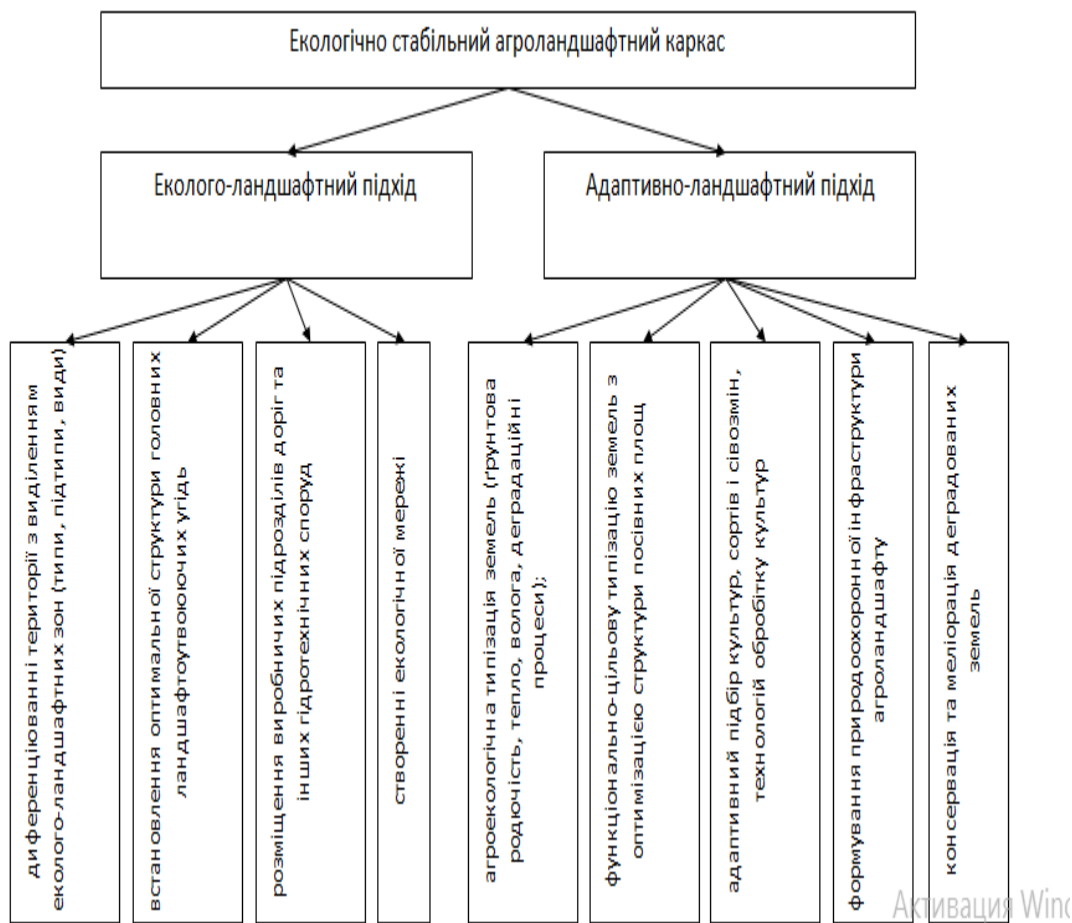 Екологічно стабільний агроландшафтний каркас
Еколого-ландшафтний підхід
Адаптивно-ландшафтний підхід
диференціюванні території з виділенням
еколого-ландшафтних зон (типи, підтипи, види)
встановлення оптимальної структури головних
ландшафтоутвоюючих угідь
розміщення виробничих підрозділів доріг та
інших гідротехнічних споруд
створенні екологічної мережі
агроекологічна типізація земель (ґрунтова
родючість, тепло, волога, деградаційні
процеси);
функціонально-цільову типізацію земель з
оптимізацією структури посівних площ
адаптивний підбір культур, сортів і сівозмін,
технологій обробітку культур
формування природоохоронної ін фраструктури
агроландшафту
консервація та меліорація деградованих
земель
Активация Wind